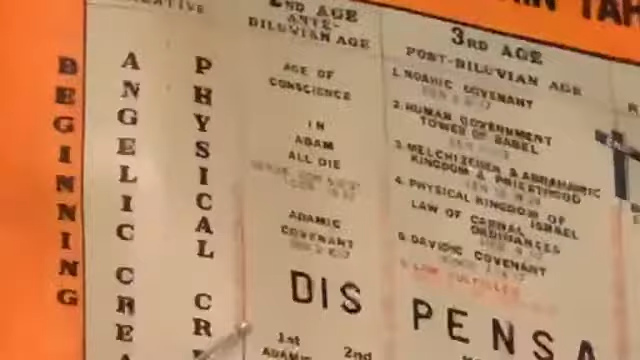 2ND AGE
ANTE-
DILUVIAN AGE
3RD AGE
POST-DILUVIAN AGE
BEGINNING
ANGELIC CREA
PHYSICAL CR
AGE OF
CONSCIENCE
IN
ADAM
ALL DIE
ADAMIC
COVENANT
1. NOAHIC COVENANT
2. HUMAN GOVERNMENT
TOWER OF BABEL
3. MELCHIZEDEK & ABRAHAMIC
KINGDOM & PRIESTHOOD
4. PHYSICAL KINGDOM OF
LAW OF CARNAL ISRAEL
ORDINANCES
5. DAVIDIC COVENANT
DISPENSA
1st
ADAMIC
2nd